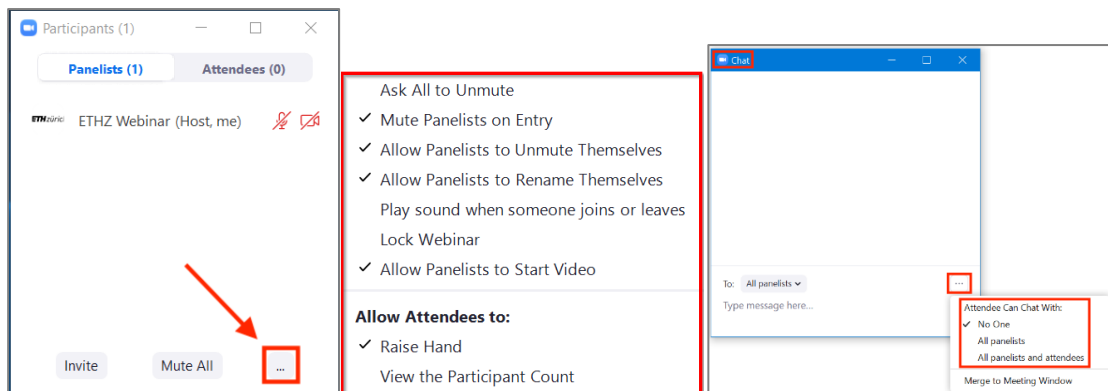 Participants (1)
Panelists (1)
Attendees (0)
ETHzürich
ETHZ Webinar (Host, me)
Invite
Mute All
...
Ask All to Unmute
Mute Panelists on Entry
Allow Panelists to Unmute Themselves
Allow Panelists to Rename Themselves
Play sound when someone joins or leaves
Lock Webinar
Allow Panelists to Start Video
Allow Attendees to:
Raise Hand
View the Participant Count
Chat
To: All panelists
...
Type message here...
Attendee Can Chat With:
No One
All panelists
All panelists and attendees
Merge to Meeting Window